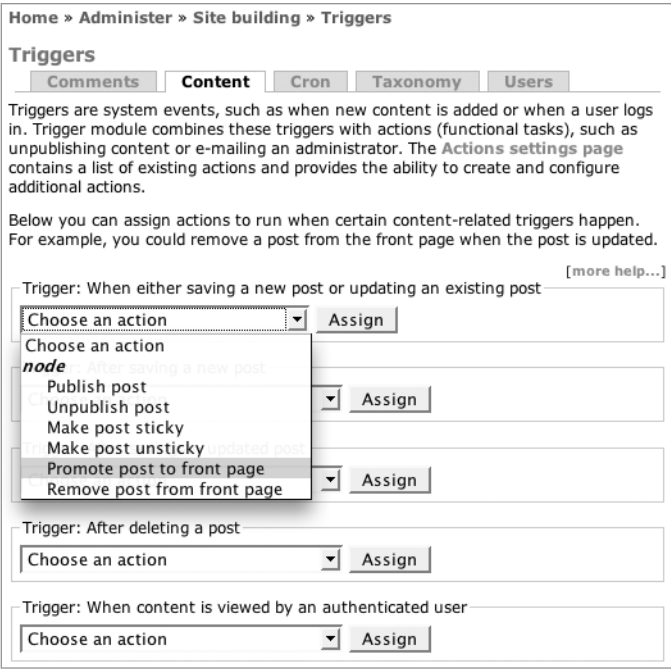 Home » Administer » Site building » Triggers
Triggers
Comments Content Cron Taxonomy Users
Triggers are system events, such as when new content is added or when a user logs
in. Trigger module combines these triggers with actions (functional tasks), such as
unpublishing content or e-mailing an administrator. The Actions settings page
contains a list of existing actions and provides the ability to create and configure
additional actions.
Below you can assign actions to run when certain content-related triggers happen.
For example, you could remove a post from the front page when the post is updated.
[more help...]
Trigger: When either saving a new post or updating an existing post
Choose an action Assign
Choose an action
node
Trigger: After saving a new post
Publish post
Unpublish post
Assign
Make post sticky
Make post unsticky
updated post
Promote post to front page
Remove post from front page
Assign
Trigger: After deleting a post
Choose an action Assign
Trigger: When content is viewed by an authenticated user
Choose an action Assign